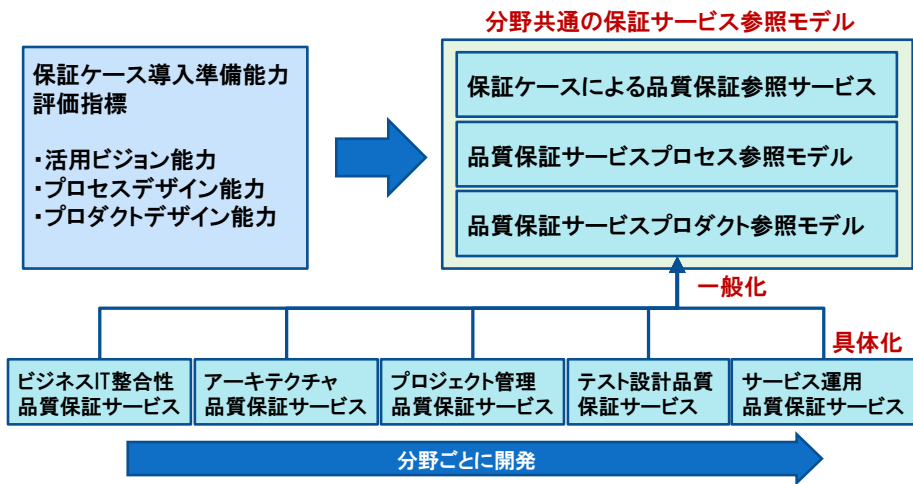 分野共通の保証サービス参照モデル
保証ケース導入準備能力
評価指標
・活用ビジョン能力
・プロセスデザイン能力
・プロダクトデザイン能力
保証ケースによる品質保証参照サービス
品質保証サービスプロセス参照モデル
品質保証サービスプロダクト参照モデル
一般化
具体化
ビジネスIT整合性
品質保証サービス
アーキテクチャ
品質保証サービス
プロジェクト管理
品質保証サービス
テスト設計品質
保証サービス
サービス運用
品質保証サービス
分野ごとに開発